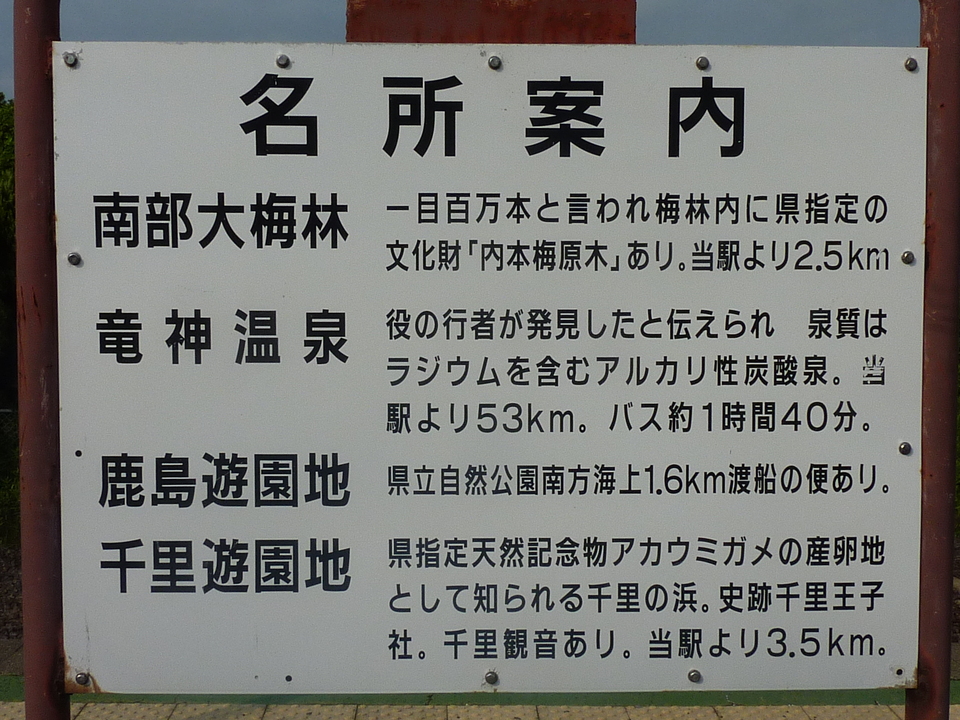 名所案内
南部大梅林 一目百万本と言われ梅林内に県指定の
文化財「内本梅原木」あり。当駅より2.5km
竜神温泉 役の行者が発見したと伝えられ 泉質は
ラジウムを含むアルカリ性炭酸泉。当
駅より53km。バス約1時間40分。
鹿島遊園地 県立自然公園南方海上1.6km渡船の便あり。
千里遊園地 県指定天然記念物アカウミガメの産卵地
として知られる千里の浜。史跡千里王子
社。千里観音あり。当駅より3.5km。